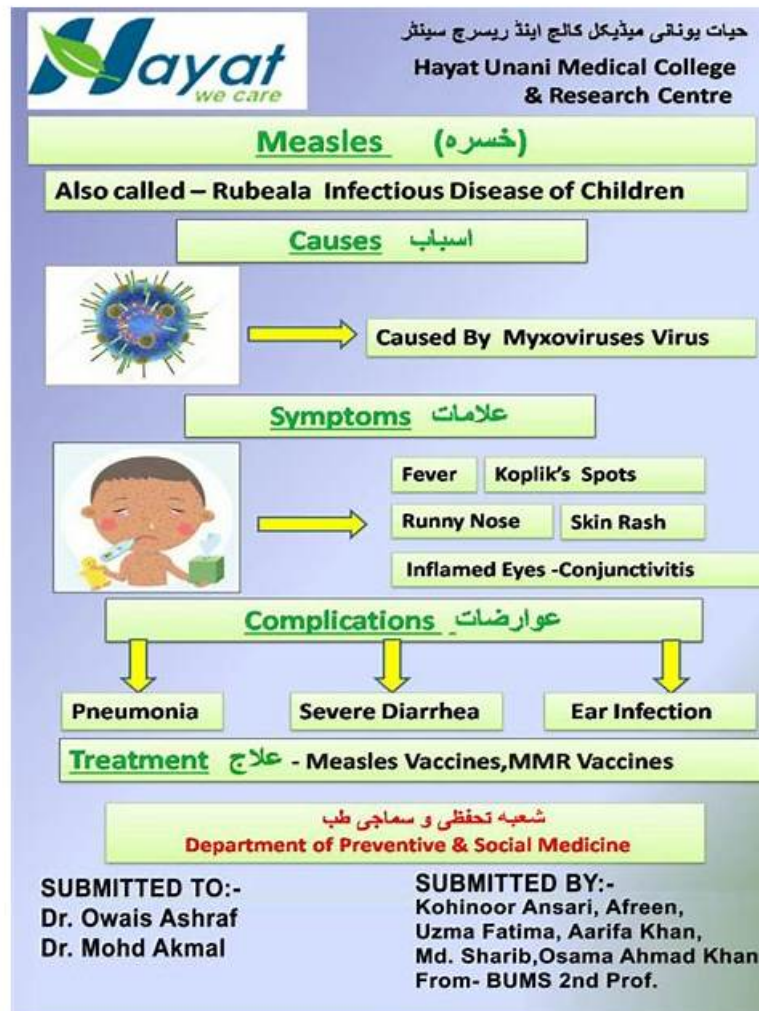 Hayat
we care
حیات یونانی میڈیکل کالج اینڈ ریسرچ سینٹر
Hayat Unani Medical College
& Research Centre
Measles (خسرہ)
Also called – Rubeala Infectious Disease of Children
Causes اسباب
Caused By Myxoviruses Virus
Symptoms علامات
Fever Koplik's Spots
Runny Nose Skin Rash
Inflamed Eyes -Conjunctivitis
Complications عوارضات
Pneumonia Severe Diarrhea Ear Infection
Treatment علاج - Measles Vaccines,MMR Vaccines
شعبہ تحفظی و سماجی طب
Department of Preventive & Social Medicine
SUBMITTED TO:-
Dr. Owais Ashraf
Dr. Mohd Akmal
SUBMITTED BY:-
Kohinoor Ansari, Afreen,
Uzma Fatima, Aarifa Khan,
Md. Sharib,Osama Ahmad Khan
From- BUMS 2nd Prof.